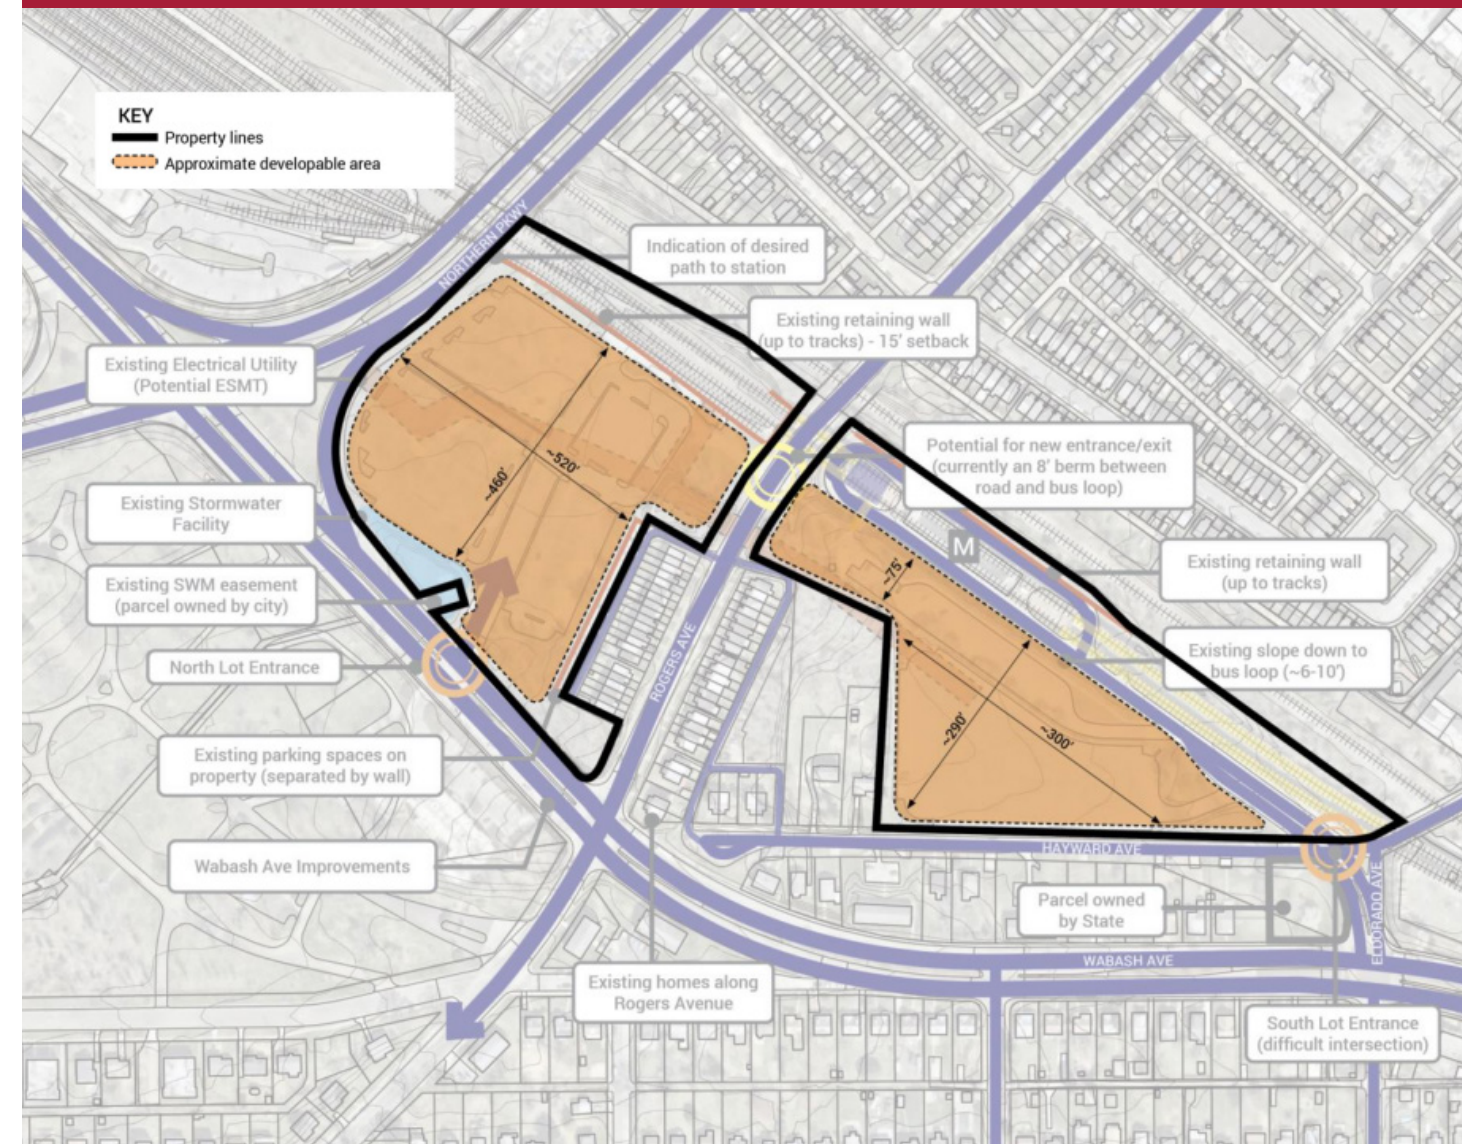 KEY
Property lines
Approximate developable area
NORTHERN PKWY
Indication of desired
path to station
Existing retaining wall
(up to tracks) - 15' setback
Existing Electrical Utility
(Potential ESMT)
Potential for new entrance/exit
(currently an 8' berm between
road and bus loop)
~520'
~460'
Existing Stormwater
Facility
M
~75'
Existing retaining wall
(up to tracks)
Existing SWM easement
(parcel owned by city)
North Lot Entrance
ROGERS AVE
Existing slope down to
bus loop (~6-10')
~290'
~300'
Existing parking spaces on
property (separated by wall)
Wabash Ave Improvements
HAYWARD AVE
Parcel owned
by State
ELDORADO AVE
WABASH AVE
Existing homes along
Rogers Avenue
South Lot Entrance
(difficult intersection)